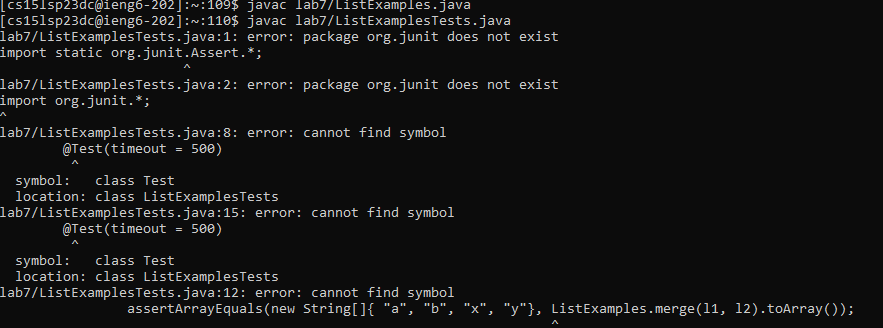 [cs15lsp23dc@ieng6-202]:~:109$ javac lab7/ListExamples.java
[cs15lsp23dc@ieng6-202]:~:110$ javac lab7/ListExamplesTests.java
lab7/ListExamplesTests.java:1: error: package org.junit does not exist
import static org.junit.Assert.*;
^
lab7/ListExamplesTests.java:2: error: package org.junit does not exist
import org.junit.*;
^
lab7/ListExamplesTests.java:8: error: cannot find symbol
@Test(timeout = 500)
^
symbol:   class Test
location: class ListExamplesTests
lab7/ListExamplesTests.java:15: error: cannot find symbol
@Test(timeout = 500)
^
symbol:   class Test
location: class ListExamplesTests
lab7/ListExamplesTests.java:12: error: cannot find symbol
assertArrayEquals(new String[]{ "a", "b", "x", "y"}, ListExamples.merge(l1, l2).toArray());
^